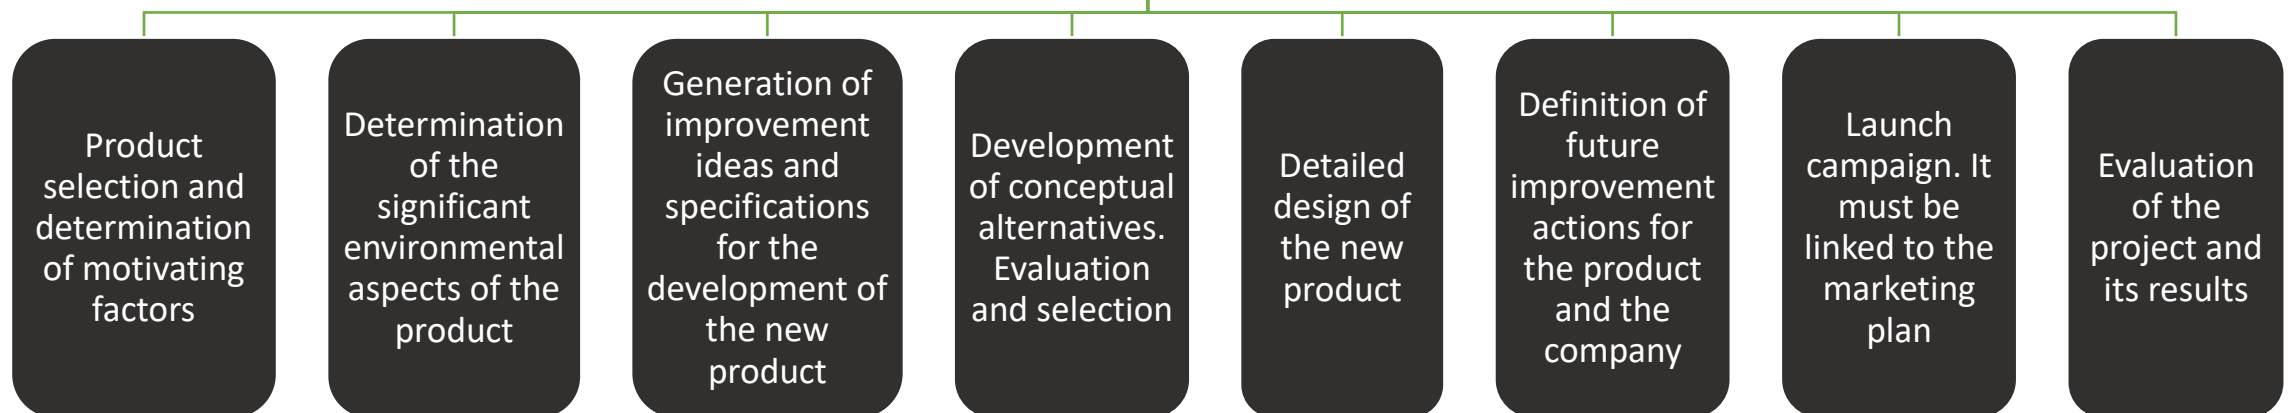 Product
selection and
determination
of motivating
factors
Determination
of the
significant
environmental
aspects of the
product
Generation of
improvement
ideas and
specifications
for the
development of
the new
product
Development
of conceptual
alternatives.
Evaluation
and selection
Detailed
design of
the new
product
Definition of
future
improvement
actions for
the product
and the
company
Launch
campaign. It
must be
linked to the
marketing
plan
Evaluation
of the
project and
its results